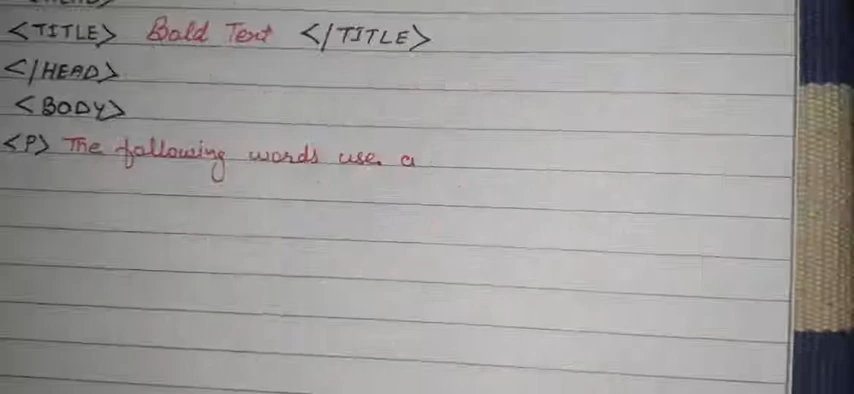 <TITLE> Bold Text </TITLE>
</HEAD>
<BODY>
<P> The following words use a